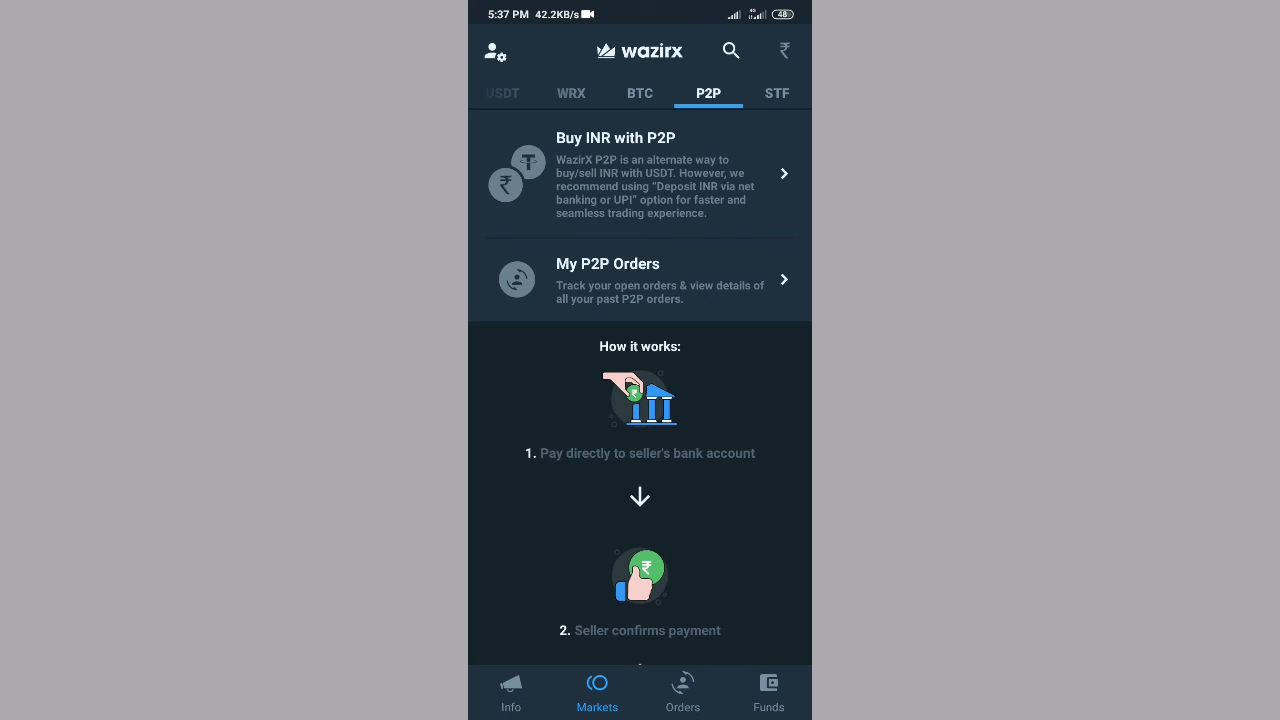 5:37 PM 42.2KB/s 4G 48
wazirx ₹
USDT WRX BTC P2P STF
Buy INR with P2P
WazirX P2P is an alternate way to
buy/sell INR with USDT. However, we
recommend using “Deposit INR via net
banking or UPI” option for faster and
seamless trading experience.
₹
My P2P Orders
Track your open orders & view details of
all your past P2P orders.
How it works:
₹
1. Pay directly to seller's bank account
₹
2. Seller confirms payment
Info Markets Orders Funds